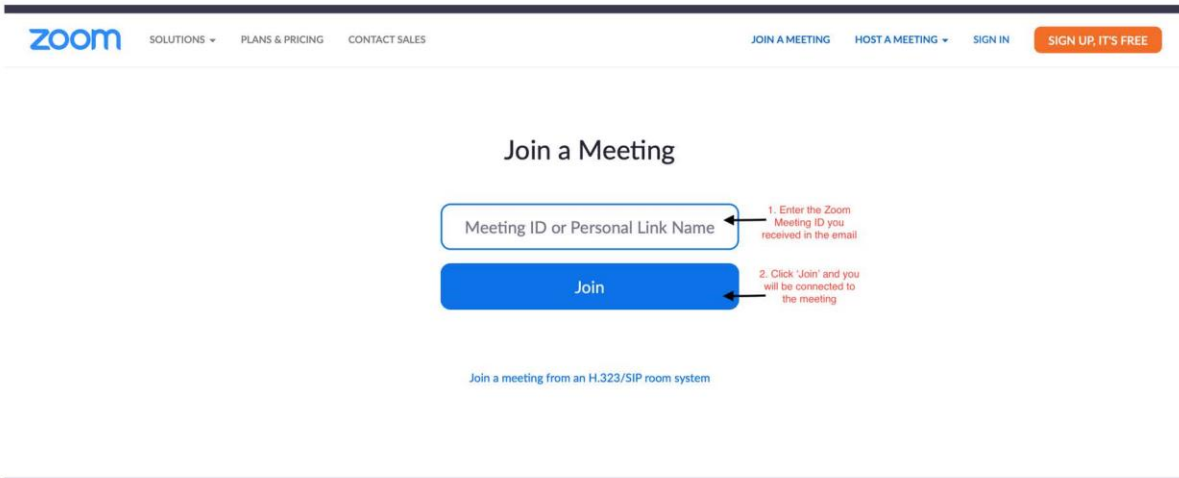 zoom SOLUTIONS PLANS & PRICING CONTACT SALES JOIN A MEETING HOST A MEETING SIGN IN SIGN UP, IT'S FREE
Join a Meeting
Meeting ID or Personal Link Name
1. Enter the Zoom
Meeting ID you
received in the email
Join
2. Click 'Join' and you
will be connected to
the meeting
Join a meeting from an H.323/SIP room system